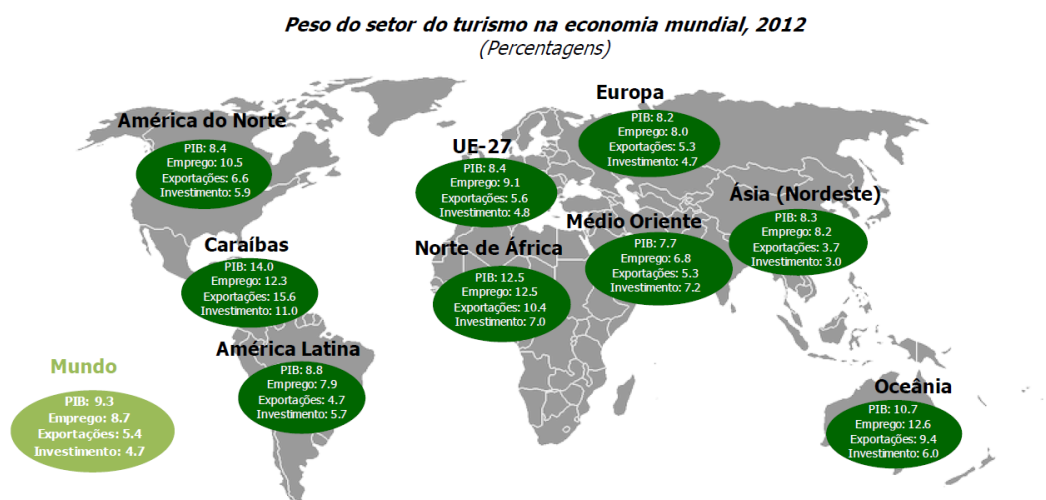 Peso do setor do turismo na economia mundial, 2012
(Percentagens)
Europa
PIB: 8.2
Emprego: 8.0
Exportações: 5.3
Investimento: 4.7
América do Norte
PIB: 8.4
Emprego: 10.5
Exportações: 6.6
Investimento: 5.9
UE-27
PIB: 8.4
Emprego: 9.1
Exportações: 5.6
Investimento: 4.8
Ásia (Nordeste)
PIB: 8.3
Emprego: 8.2
Exportações: 3.7
Investimento: 3.0
Médio Oriente
PIB: 7.7
Emprego: 6.8
Exportações: 5.3
Investimento: 7.2
Caraíbas
PIB: 14.0
Emprego: 12.3
Exportações: 15.6
Investimento: 11.0
Norte de África
PIB: 12.5
Emprego: 12.5
Exportações: 10.4
Investimento: 7.0
América Latina
PIB: 8.8
Emprego: 7.9
Exportações: 4.7
Investimento: 5.7
Mundo
PIB: 9.3
Emprego: 8.7
Exportações: 5.4
Investimento: 4.7
Oceânia
PIB: 10.7
Emprego: 12.6
Exportações: 9.4
Investimento: 6.0